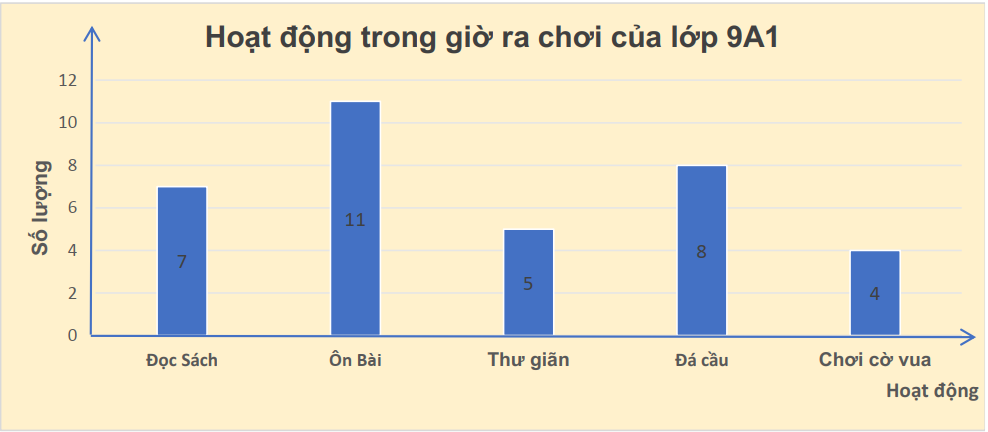 Hoạt động trong giờ ra chơi của lớp 9A1
Số lượng
12
10
8
6
4
2
0
7
11
5
8
4
Đọc Sách
Ôn Bài
Thư giãn
Đá cầu
Chơi cờ vua
Hoạt động